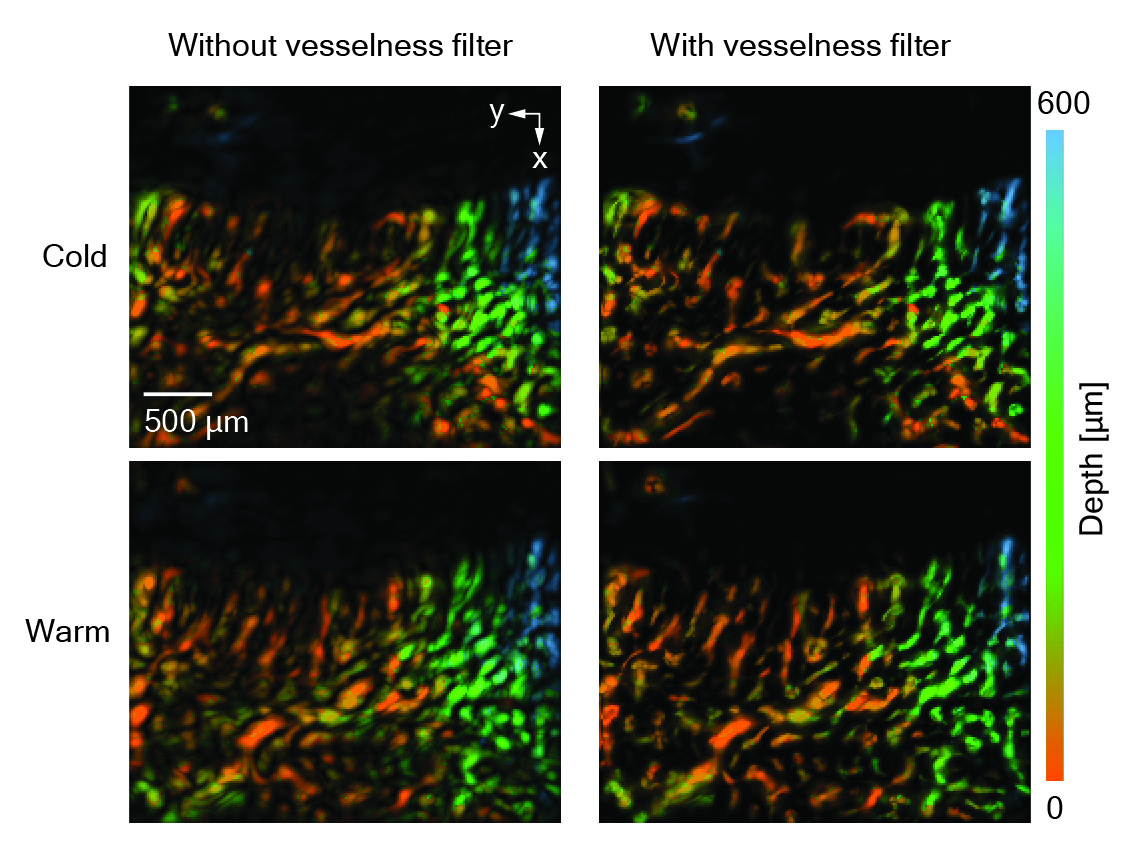 Without vesselness filter
With vesselness filter
y
x
600
Cold
500 µm
Depth [µm]
Warm
0